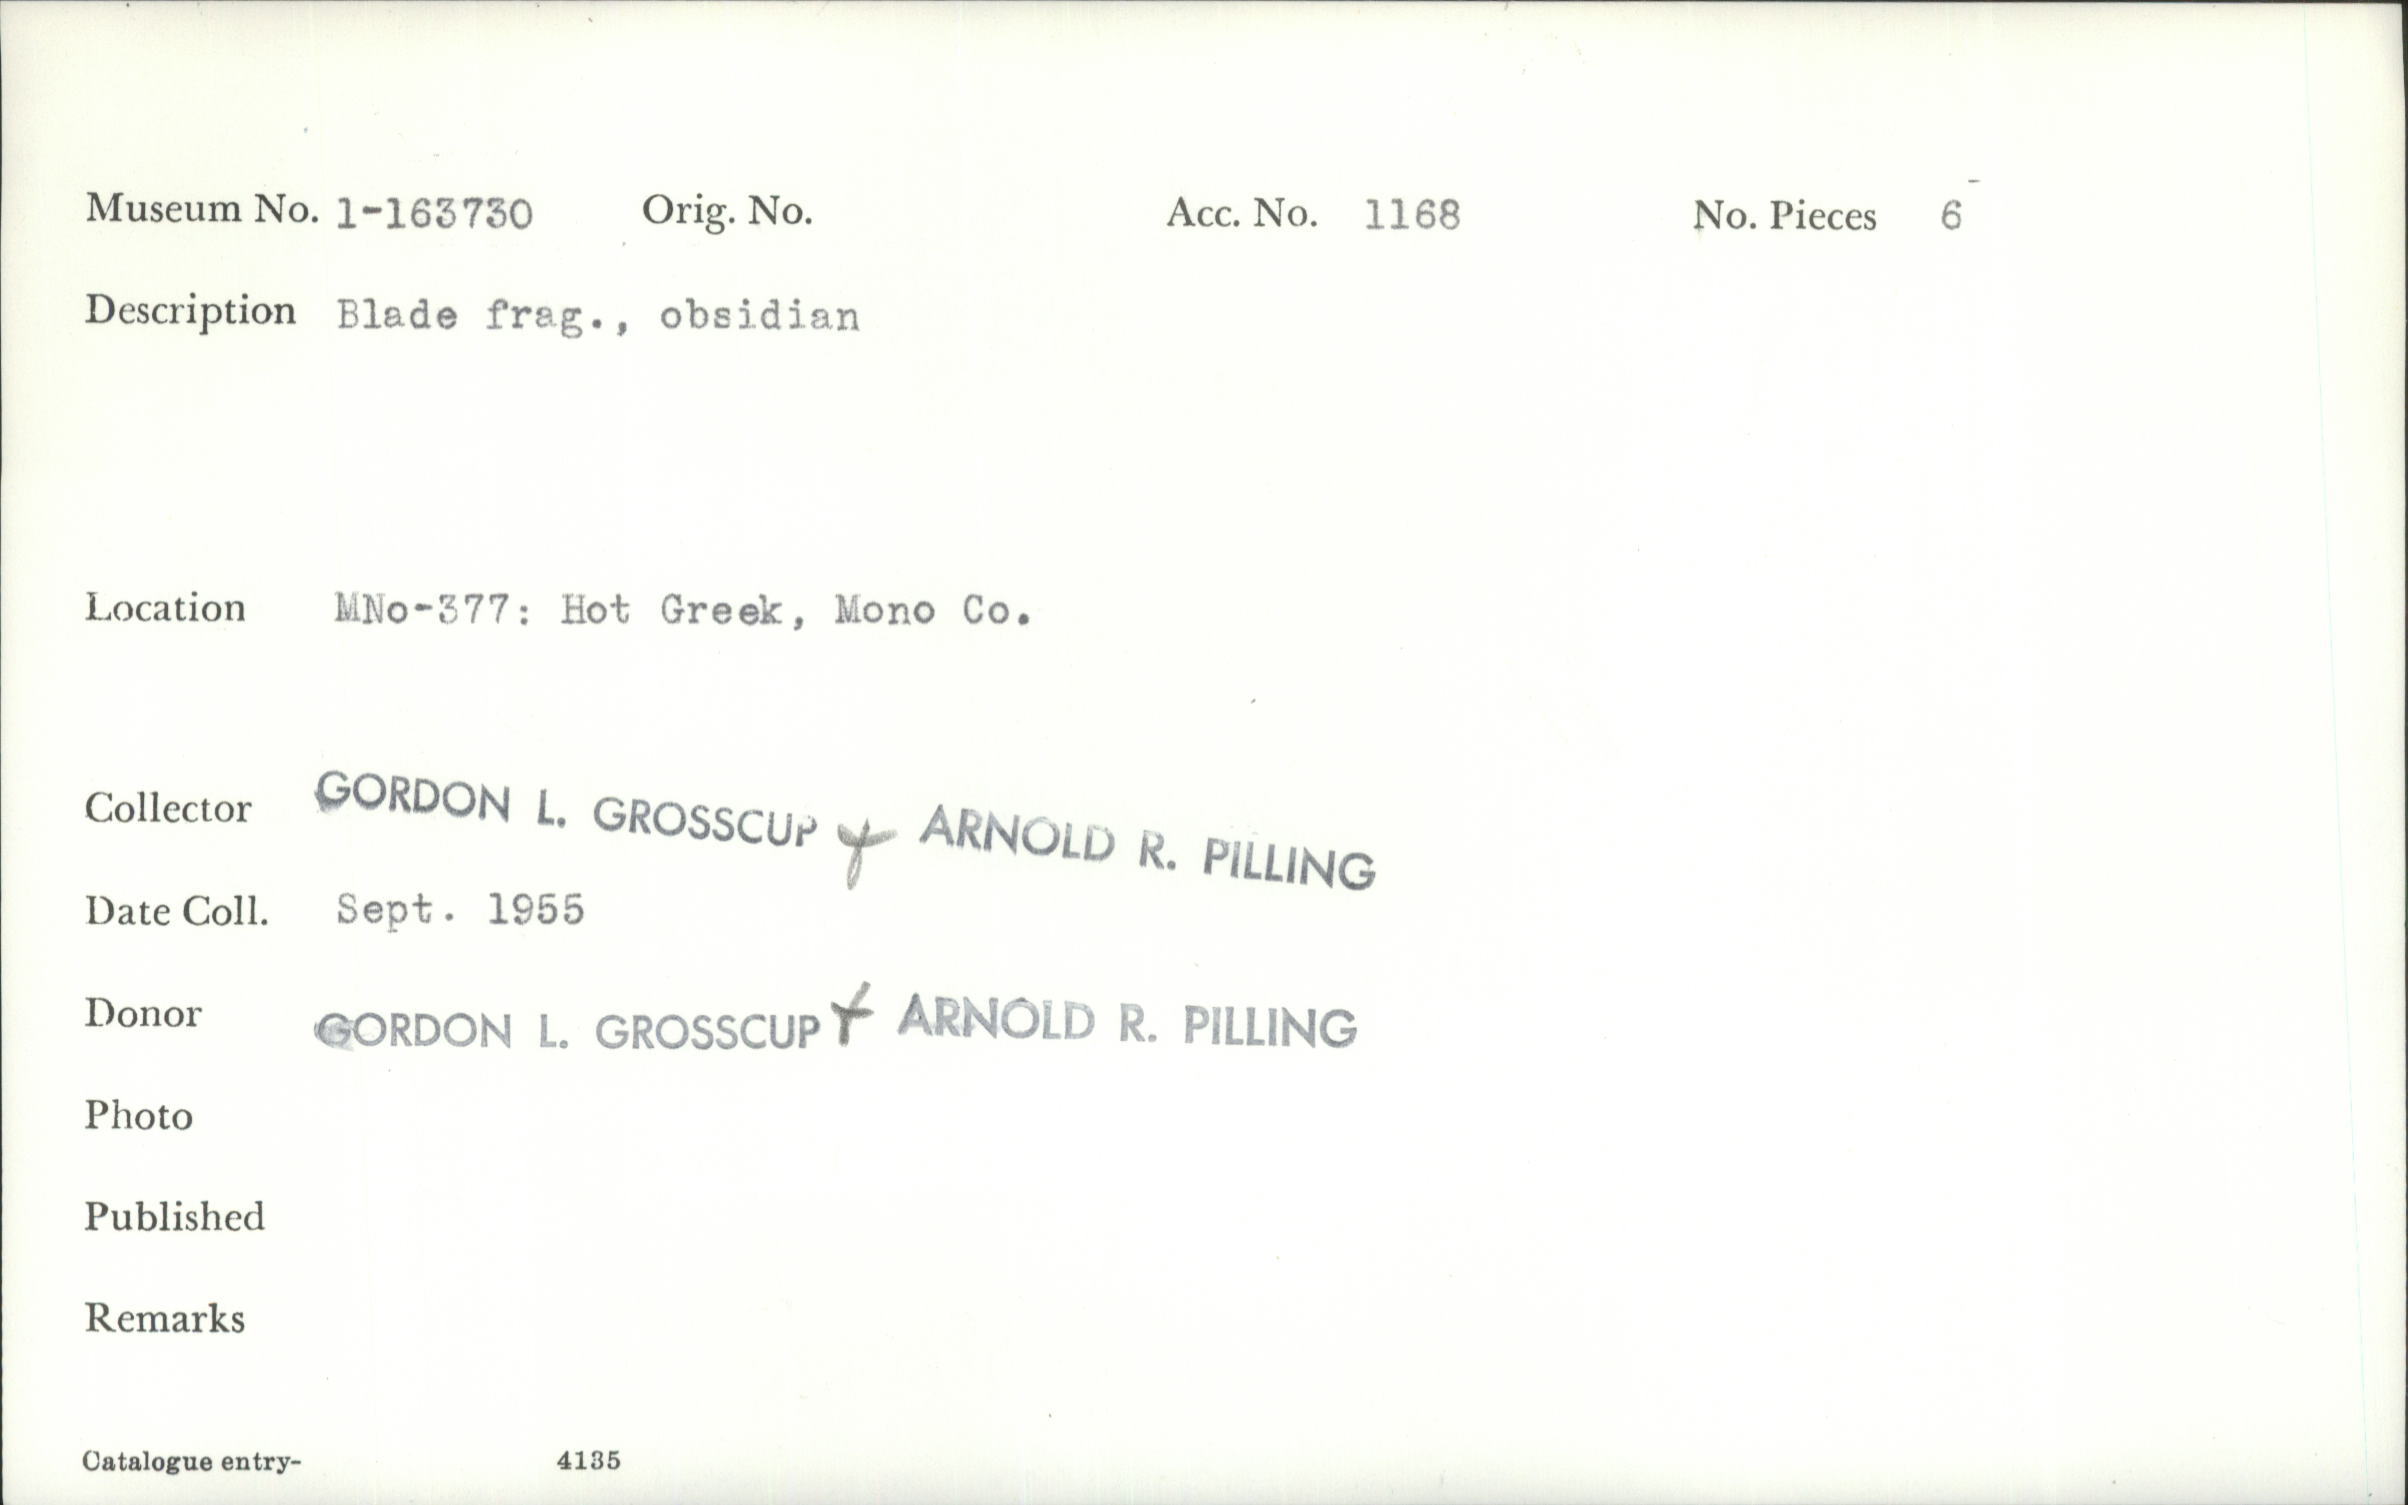 Museum No. 1-163730 Orig. No. Acc. No. 1168 No. Pieces 6
Description Blade frag., obsidian
Location MNo-377: Hot Greek, Mono Co.
Collector GORDON L. GROSSCUP + ARNOLD R. PILLING
Date Coll. Sept. 1955
Donor GORDON L. GROSSCUP + ARNOLD R. PILLING
Photo
Published
Remarks
Catalogue entry- 4135